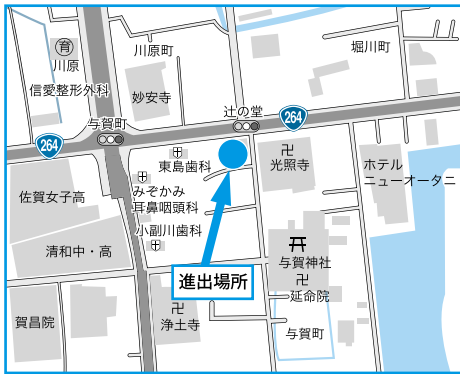 育
川原
川原町
堀川町
信愛整形外科
妙安寺
辻の堂
264
与賀町
264
東島歯科
卍
光照寺
ホテル
ニューオータニ
佐賀女子高
みぞかみ
耳鼻咽頭科
小副川歯科
清和中・高
進出場所
与賀神社
卍
延命院
賀昌院
卍
浄土寺
与賀町